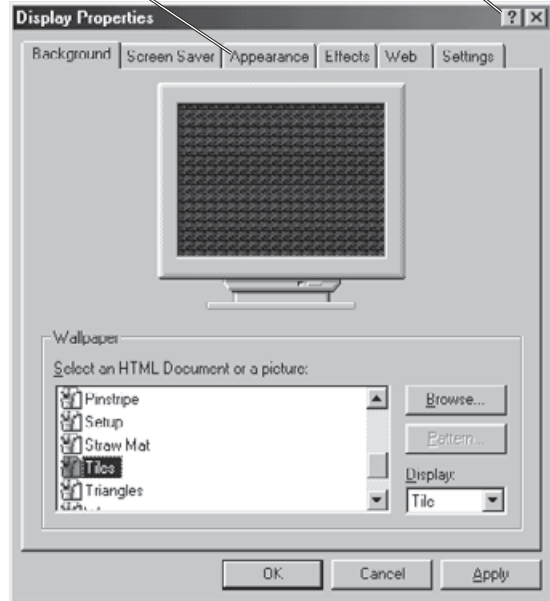 Display Properties ? X
Background Screen Saver Appearance Effects Web Settings
Wallpaper
Select an HTML Document or a picture:
Pinstripe
Setup
Straw Mat
Tiles
Triangles
Browse...
Pattern...
Display:
Tile
OK Cancel Apply